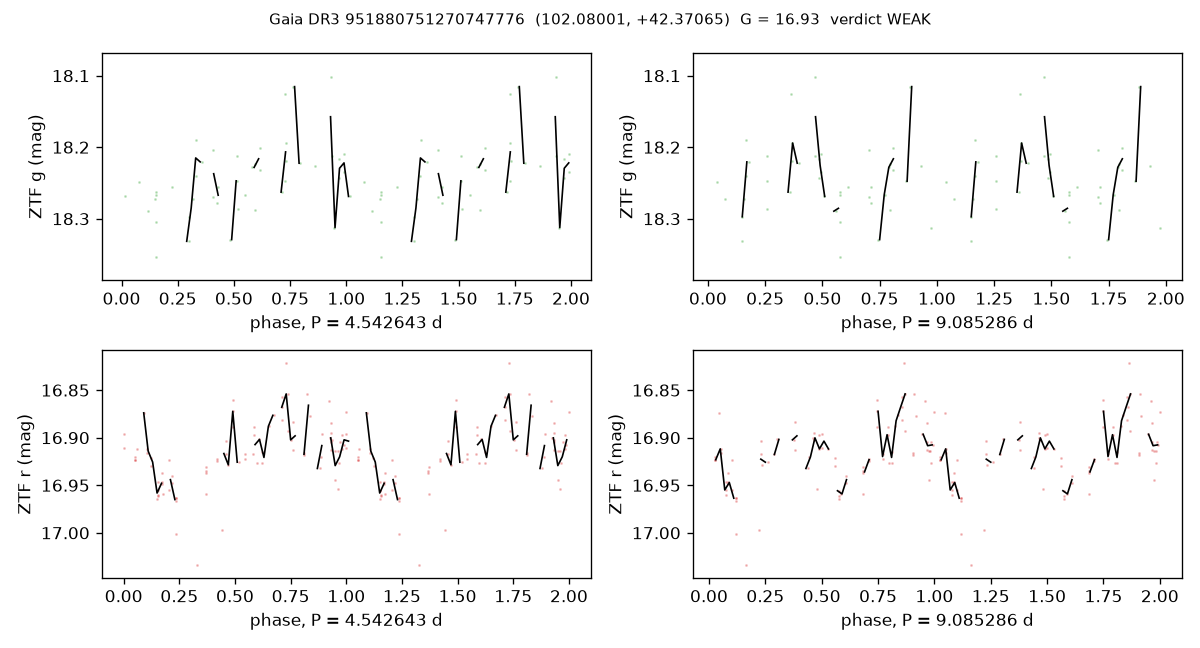 Gaia DR3 951880751270747776  (102.08001, +42.37065)  G = 16.93  verdict WEAK
ZTF g (mag)
18.1
18.2
18.3
0.00 0.25 0.50 0.75 1.00 1.25 1.50 1.75 2.00
phase, P = 4.542643 d
ZTF g (mag)
18.1
18.2
18.3
0.00 0.25 0.50 0.75 1.00 1.25 1.50 1.75 2.00
phase, P = 9.085286 d
ZTF r (mag)
16.85
16.90
16.95
17.00
0.00 0.25 0.50 0.75 1.00 1.25 1.50 1.75 2.00
phase, P = 4.542643 d
ZTF r (mag)
16.85
16.90
16.95
17.00
0.00 0.25 0.50 0.75 1.00 1.25 1.50 1.75 2.00
phase, P = 9.085286 d